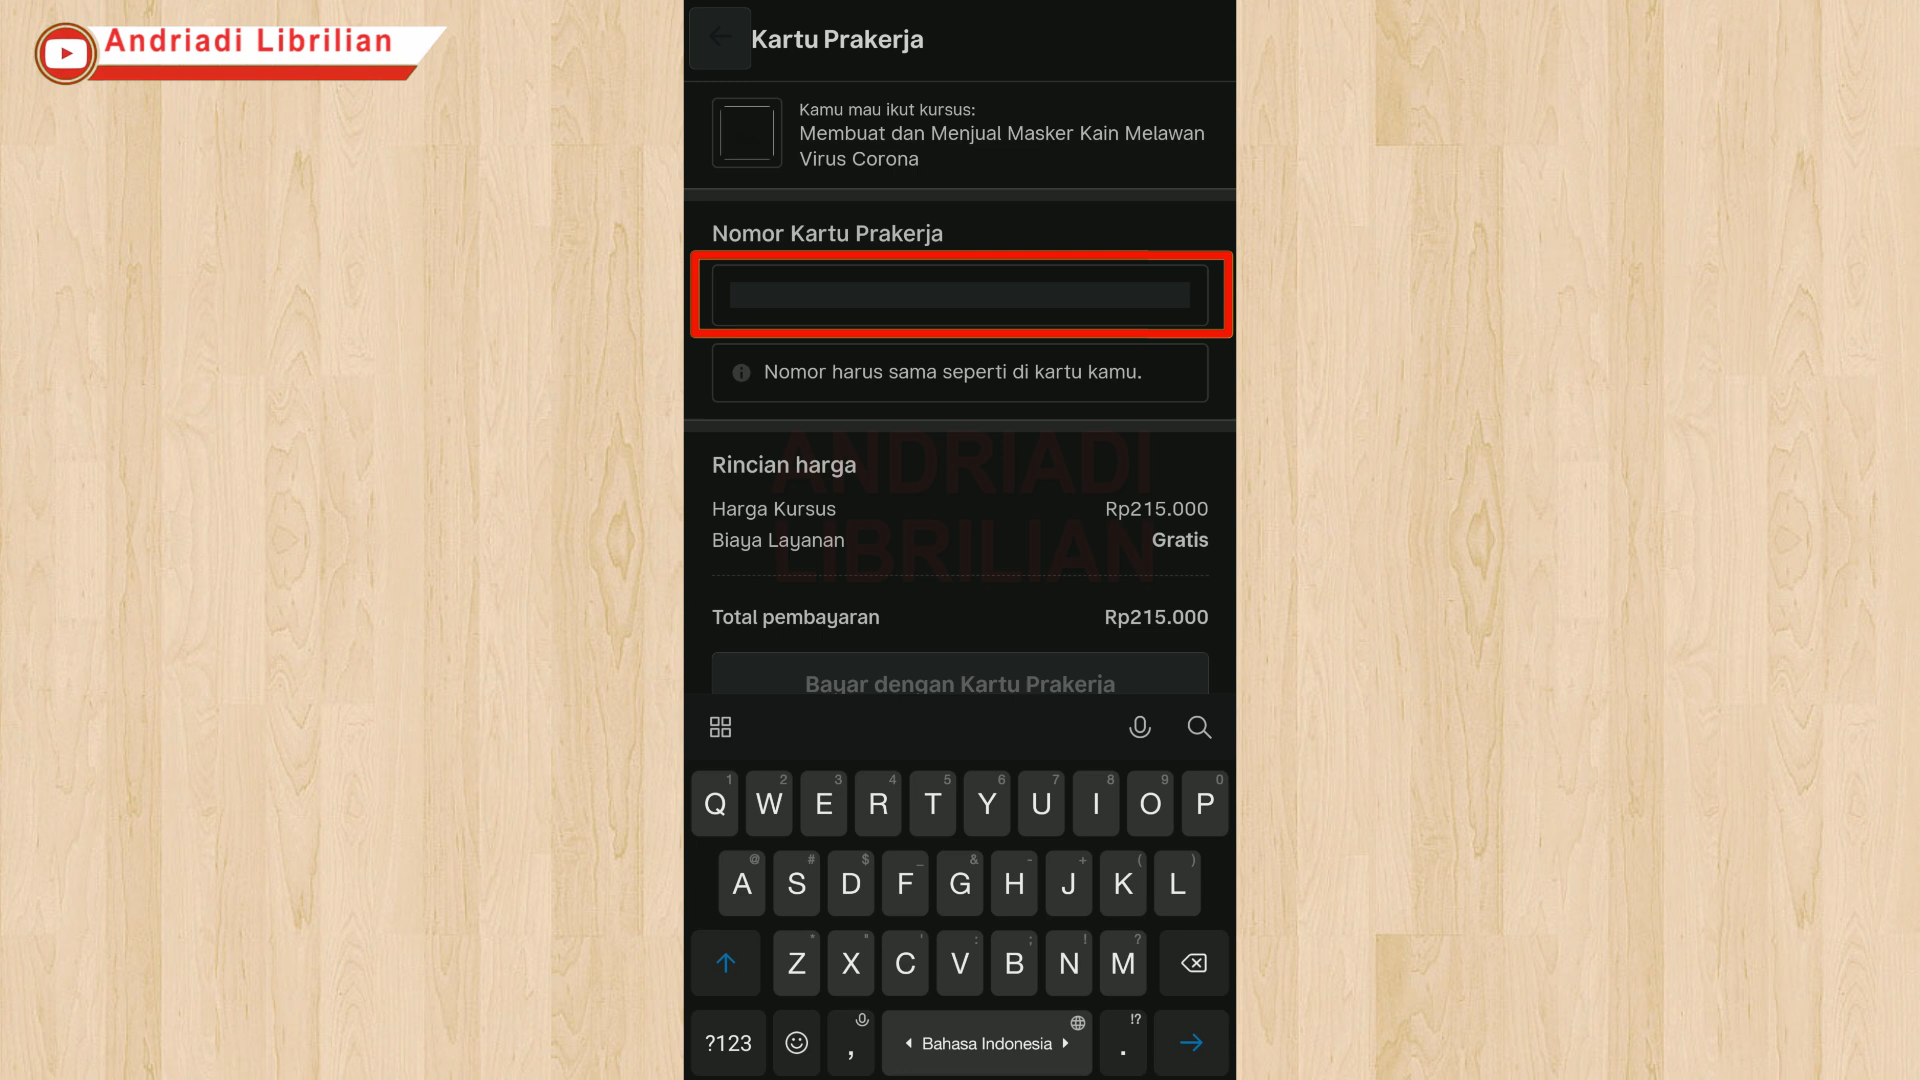 Andriadi Librilian
Kartu Prakerja
Kamu mau ikut kursus:
Membuat dan Menjual Masker Kain Melawan
Virus Corona
Nomor Kartu Prakerja
Nomor harus sama seperti di kartu kamu.
ANDRIADI
LIBRILIAN
Rincian harga
Harga Kursus Rp215.000
Biaya Layanan Gratis
Total pembayaran Rp215.000
Bayar dengan Kartu Prakerja
1 2 3 4 5 6 7 8 9 0
Q W E R T Y U I O P
@ # $ _ & - + ( )
A S D F G H J K L
* " ' : ; ! ?
Z X C V B N M
!?
?123 , Bahasa Indonesia .